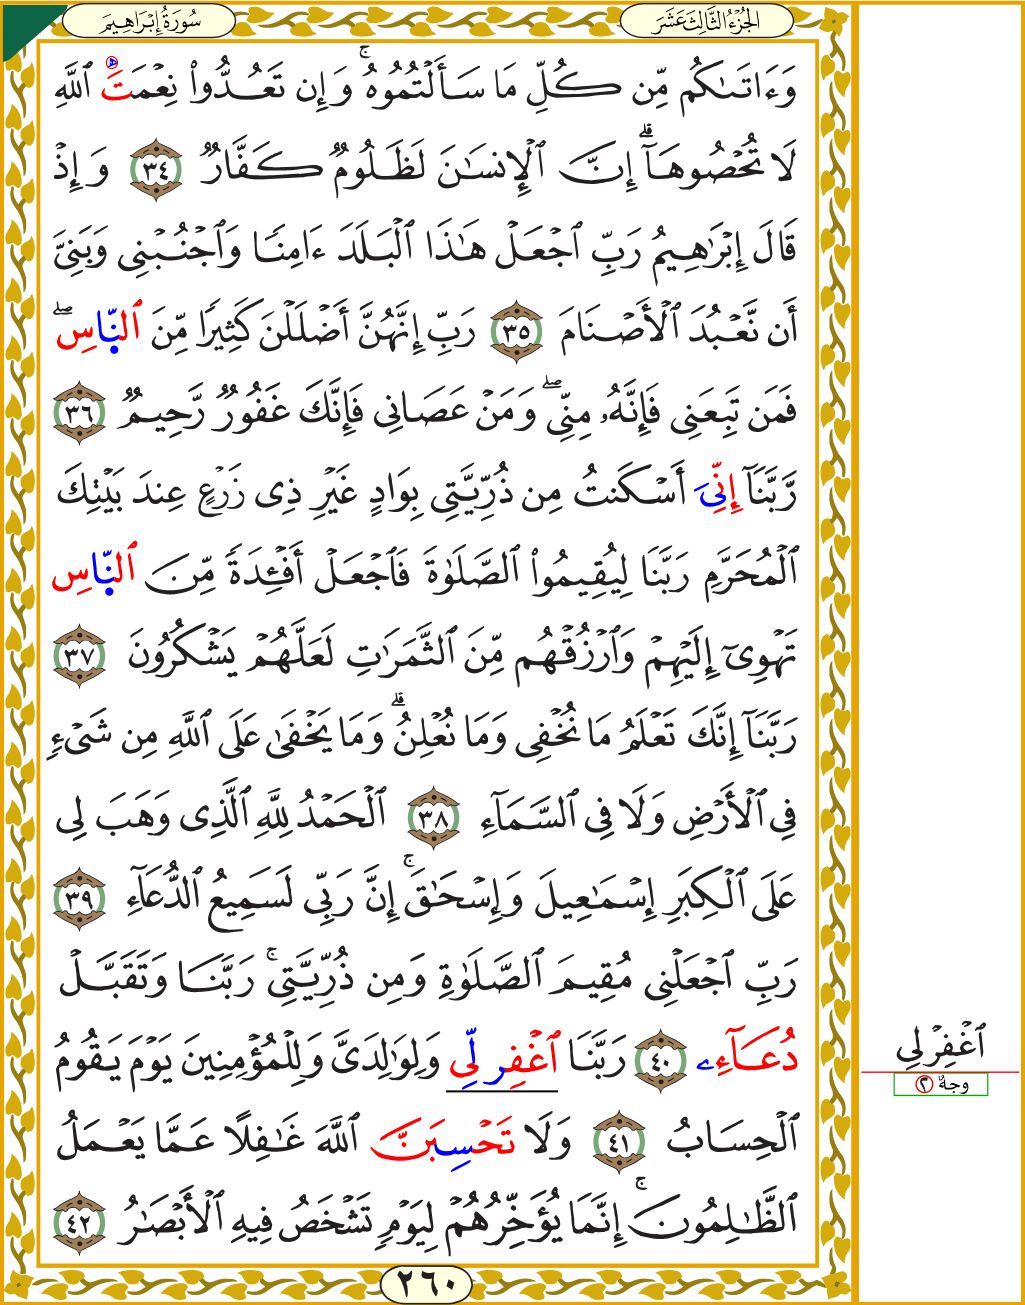 سُورَةُ إِبْرَاهِيمَ
الجُزْءُ الثَّالِثَ عَشَرَ
وَءَاتَىٰكُم مِّن كُلِّ مَا سَأَلْتُمُوهُۚ وَإِن تَعُدُّوا۟ نِعْمَتَ ٱللَّهِ
لَا تُحْصُوهَآۗ إِنَّ ٱلْإِنسَٰنَ لَظَلُومٌ كَفَّارٌ ٣٤ وَإِذْ
قَالَ إِبْرَٰهِيمُ رَبِّ ٱجْعَلْ هَٰذَا ٱلْبَلَدَ ءَامِنًا وَٱجْنُبْنِى وَبَنِىَّ
أَن نَّعْبُدَ ٱلْأَصْنَامَ ٣٥ رَبِّ إِنَّهُنَّ أَضْلَلْنَ كَثِيرًا مِّنَ ٱلنَّاسِۖ
فَمَن تَبِعَنِى فَإِنَّهُۥ مِنِّىۖ وَمَنْ عَصَانِى فَإِنَّكَ غَفُورٌ رَّحِيمٌ ٣٦
رَّبَّنَآ إِنِّىَ أَسْكَنتُ مِن ذُرِّيَّتِى بِوَادٍ غَيْرِ ذِى زَرْعٍ عِندَ بَيْتِكَ
ٱلْمُحَرَّمِ رَبَّنَا لِيُقِيمُوا۟ ٱلصَّلَوٰةَ فَٱجْعَلْ أَفْـِٔدَةً مِّنَ ٱلنَّاسِ
تَهْوِىٓ إِلَيْهِمْ وَٱرْزُقْهُم مِّنَ ٱلثَّمَرَٰتِ لَعَلَّهُمْ يَشْكُرُونَ ٣٧
رَبَّنَآ إِنَّكَ تَعْلَمُ مَا نُخْفِى وَمَا نُعْلِنُۗ وَمَا يَخْفَىٰ عَلَى ٱللَّهِ مِن شَىْءٍ
فِى ٱلْأَرْضِ وَلَا فِى ٱلسَّمَآءِ ٣٨ ٱلْحَمْدُ لِلَّهِ ٱلَّذِى وَهَبَ لِى
عَلَى ٱلْكِبَرِ إِسْمَٰعِيلَ وَإِسْحَٰقَۚ إِنَّ رَبِّى لَسَمِيعُ ٱلدُّعَآءِ ٣٩
رَبِّ ٱجْعَلْنِى مُقِيمَ ٱلصَّلَوٰةِ وَمِن ذُرِّيَّتِىۚ رَبَّنَا وَتَقَبَّلْ
دُعَآءِۦ ٤٠ رَبَّنَا ٱغْفِر لِّى وَلِوَٰلِدَىَّ وَلِلْمُؤْمِنِينَ يَوْمَ يَقُومُ
ٱلْحِسَابُ ٤١ وَلَا تَحْسِبَنَّ ٱللَّهَ غَٰفِلًا عَمَّا يَعْمَلُ
ٱلظَّٰلِمُونَۚ إِنَّمَا يُؤَخِّرُهُمْ لِيَوْمٍ تَشْخَصُ فِيهِ ٱلْأَبْصَٰرُ ٤٢
ٱغْفِرْ لِي
وجهٌ ٢
٢٦٠